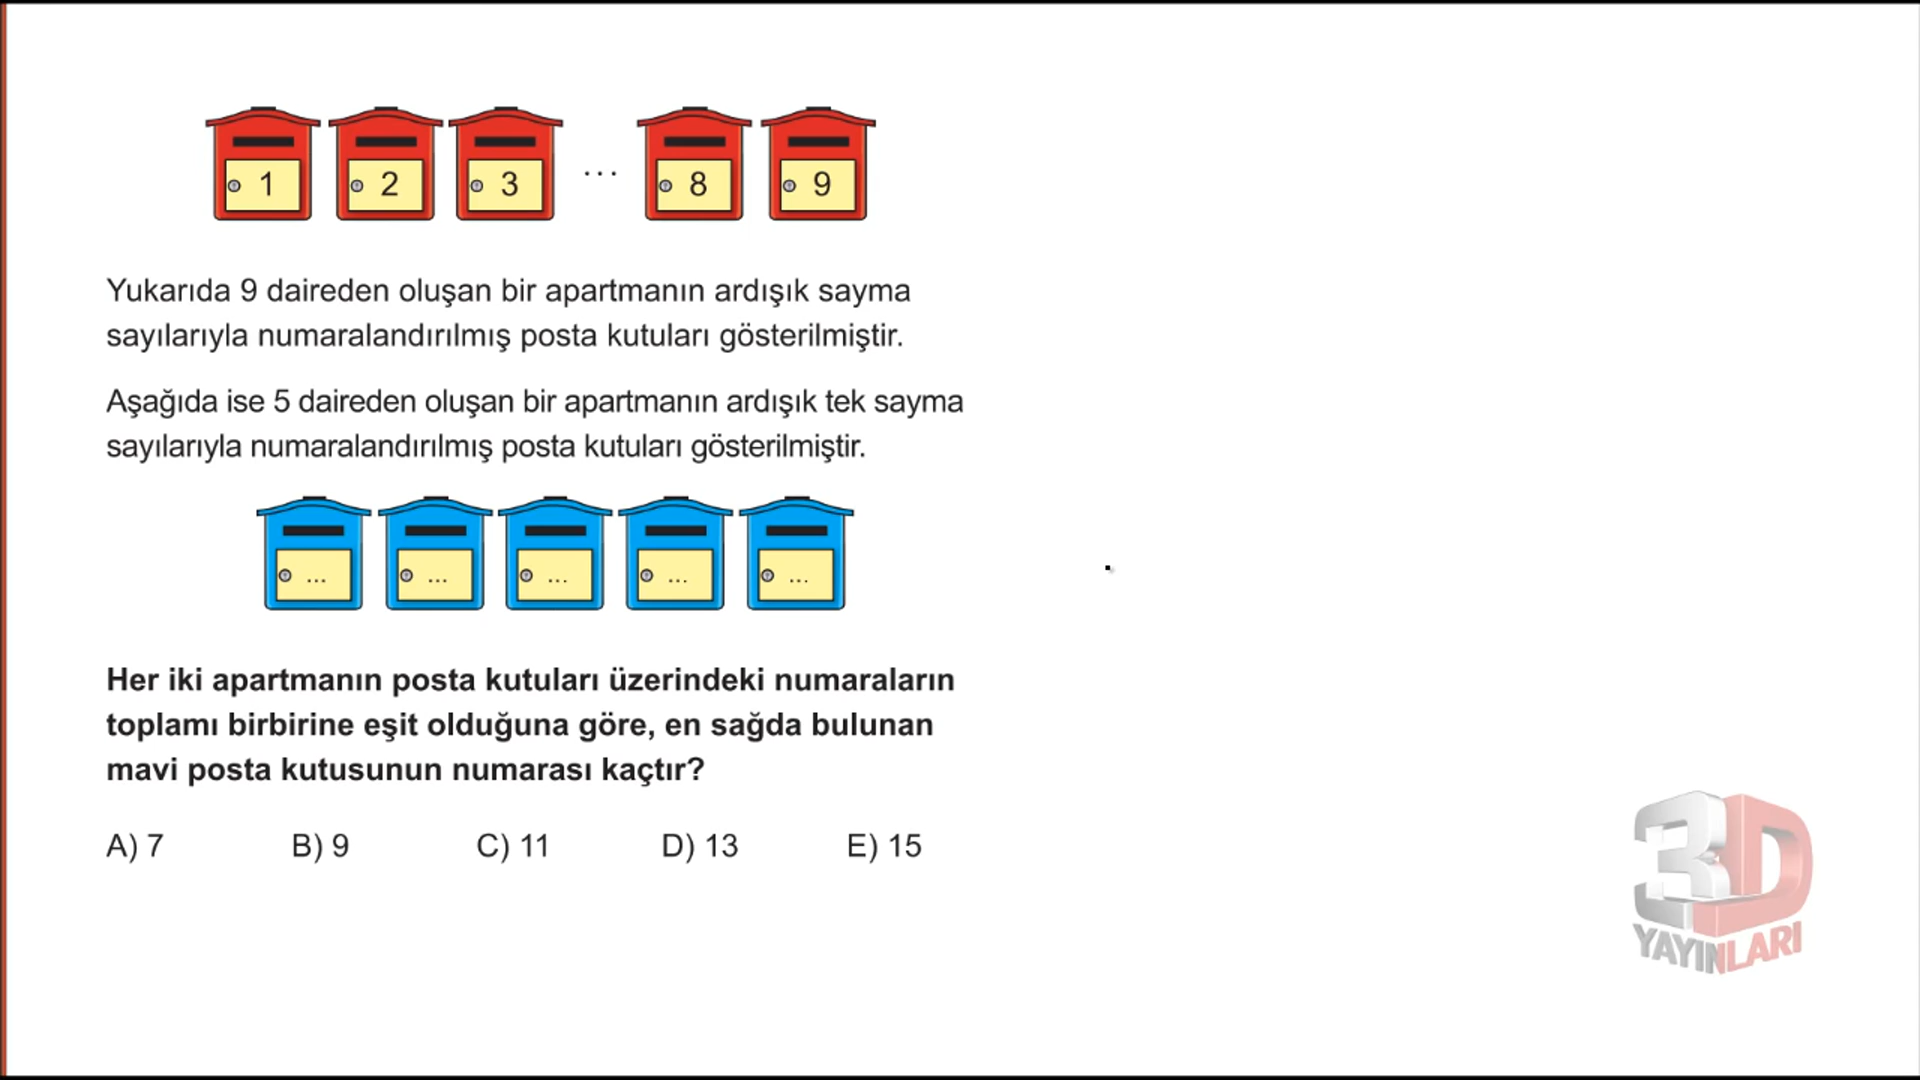 1 2 3 ... 8 9
Yukarıda 9 daireden oluşan bir apartmanın ardışık sayma
sayılarıyla numaralandırılmış posta kutuları gösterilmiştir.
Aşağıda ise 5 daireden oluşan bir apartmanın ardışık tek sayma
sayılarıyla numaralandırılmış posta kutuları gösterilmiştir.
... ... ... ... ...
Her iki apartmanın posta kutuları üzerindeki numaraların
toplamı birbirine eşit olduğuna göre, en sağda bulunan
mavi posta kutusunun numarası kaçtır?
A) 7 B) 9 C) 11 D) 13 E) 15
3D
YAYINLARI